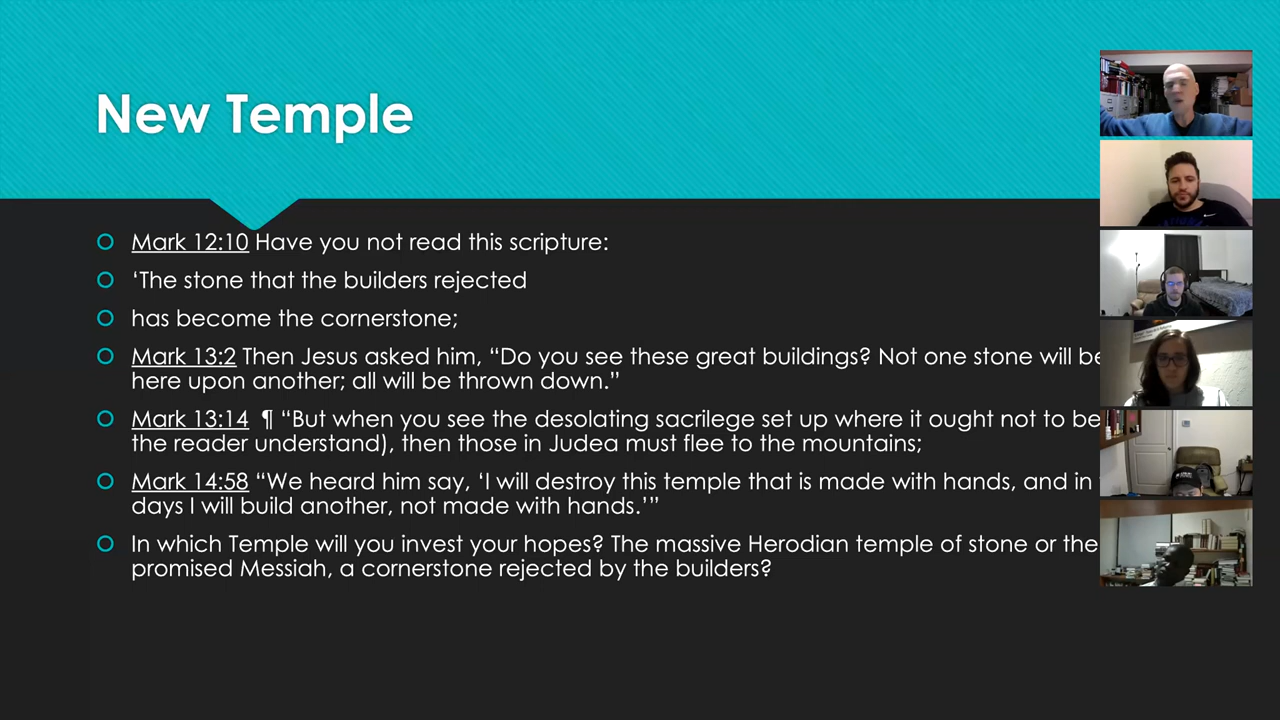 New Temple
Mark 12:10 Have you not read this scripture:
‘The stone that the builders rejected
has become the cornerstone;
Mark 13:2 Then Jesus asked him, “Do you see these great buildings? Not one stone will be
here upon another; all will be thrown down.”
Mark 13:14 ¶ “But when you see the desolating sacrilege set up where it ought not to be
the reader understand), then those in Judea must flee to the mountains;
Mark 14:58 “We heard him say, ‘I will destroy this temple that is made with hands, and in
days I will build another, not made with hands.’”
In which Temple will you invest your hopes? The massive Herodian temple of stone or the
promised Messiah, a cornerstone rejected by the builders?